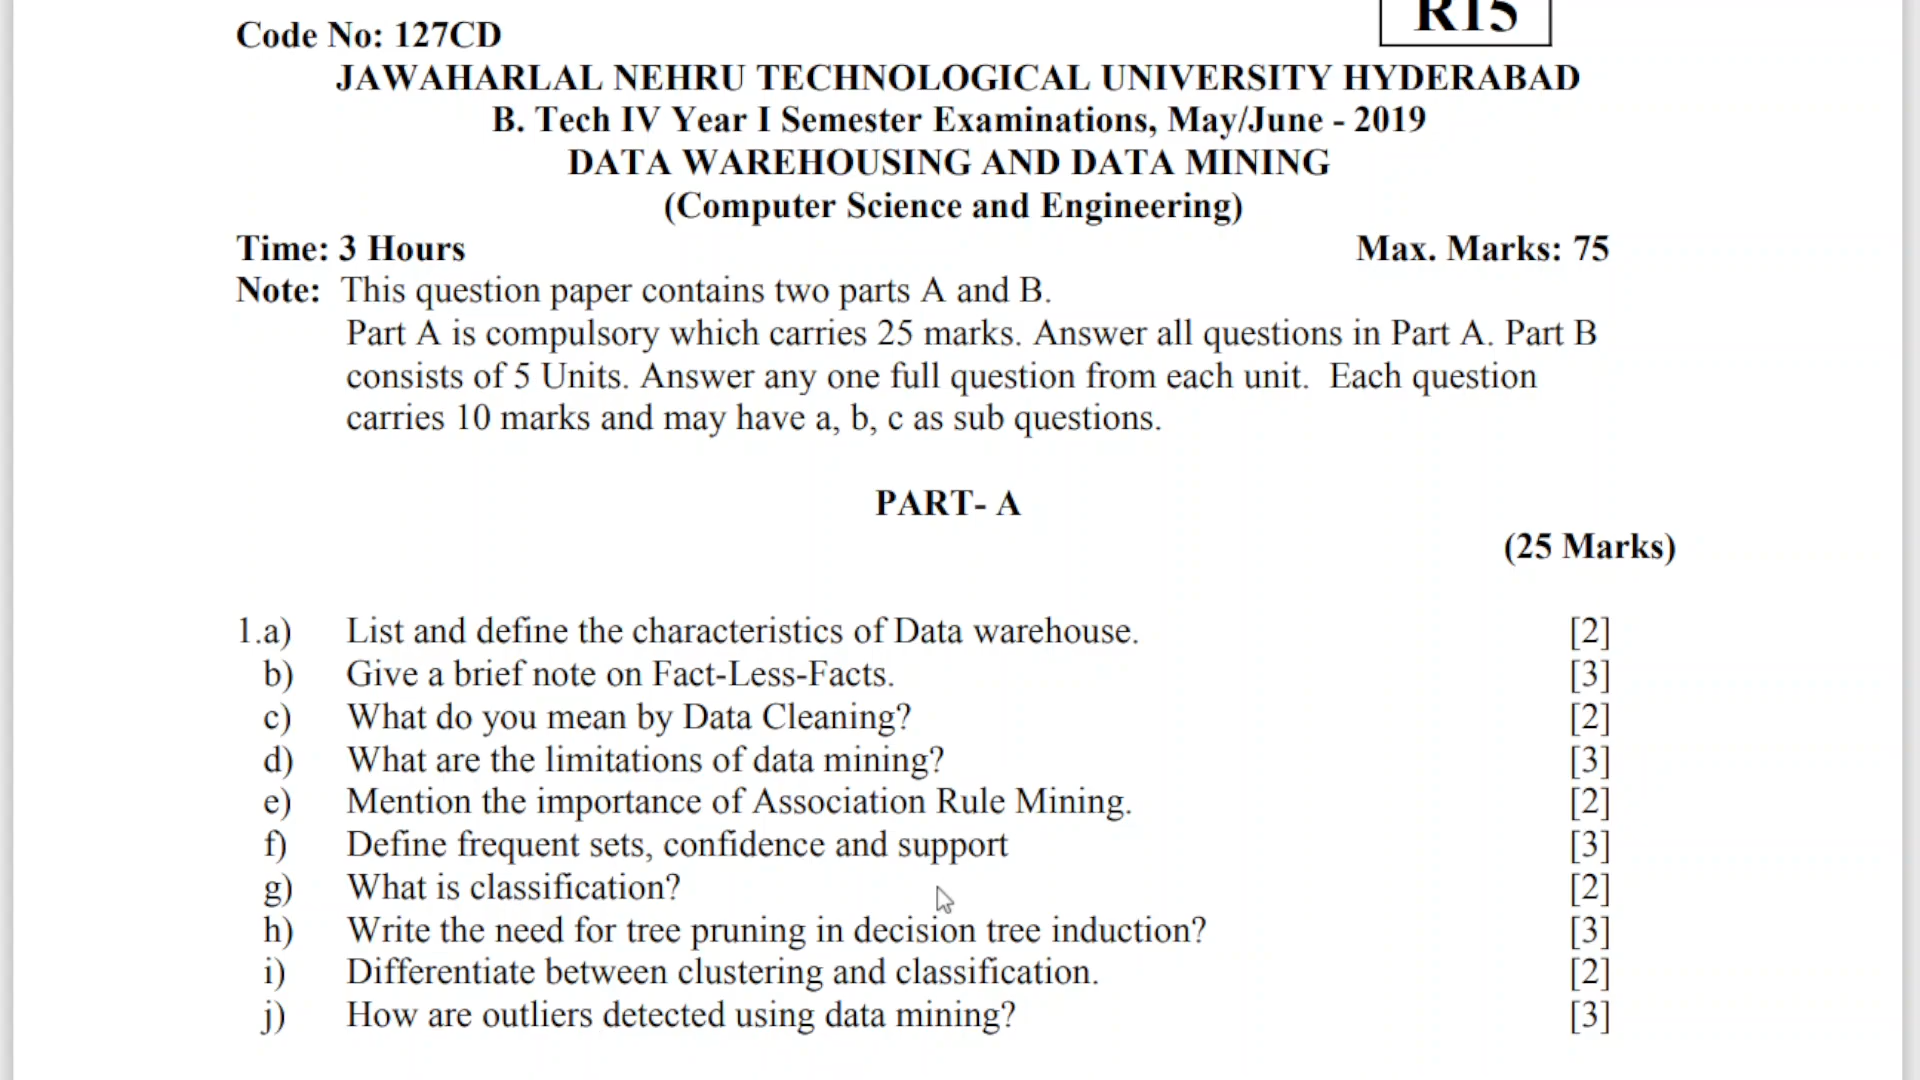 R15
Code No: 127CD
JAWAHARLAL NEHRU TECHNOLOGICAL UNIVERSITY HYDERABAD
B. Tech IV Year I Semester Examinations, May/June - 2019
DATA WAREHOUSING AND DATA MINING
(Computer Science and Engineering)
Time: 3 Hours Max. Marks: 75
Note: This question paper contains two parts A and B.
Part A is compulsory which carries 25 marks. Answer all questions in Part A. Part B
consists of 5 Units. Answer any one full question from each unit. Each question
carries 10 marks and may have a, b, c as sub questions.
PART- A
(25 Marks)
1.a) List and define the characteristics of Data warehouse. [2]
b) Give a brief note on Fact-Less-Facts. [3]
c) What do you mean by Data Cleaning? [2]
d) What are the limitations of data mining? [3]
e) Mention the importance of Association Rule Mining. [2]
f) Define frequent sets, confidence and support [3]
g) What is classification? [2]
h) Write the need for tree pruning in decision tree induction? [3]
i) Differentiate between clustering and classification. [2]
j) How are outliers detected using data mining? [3]